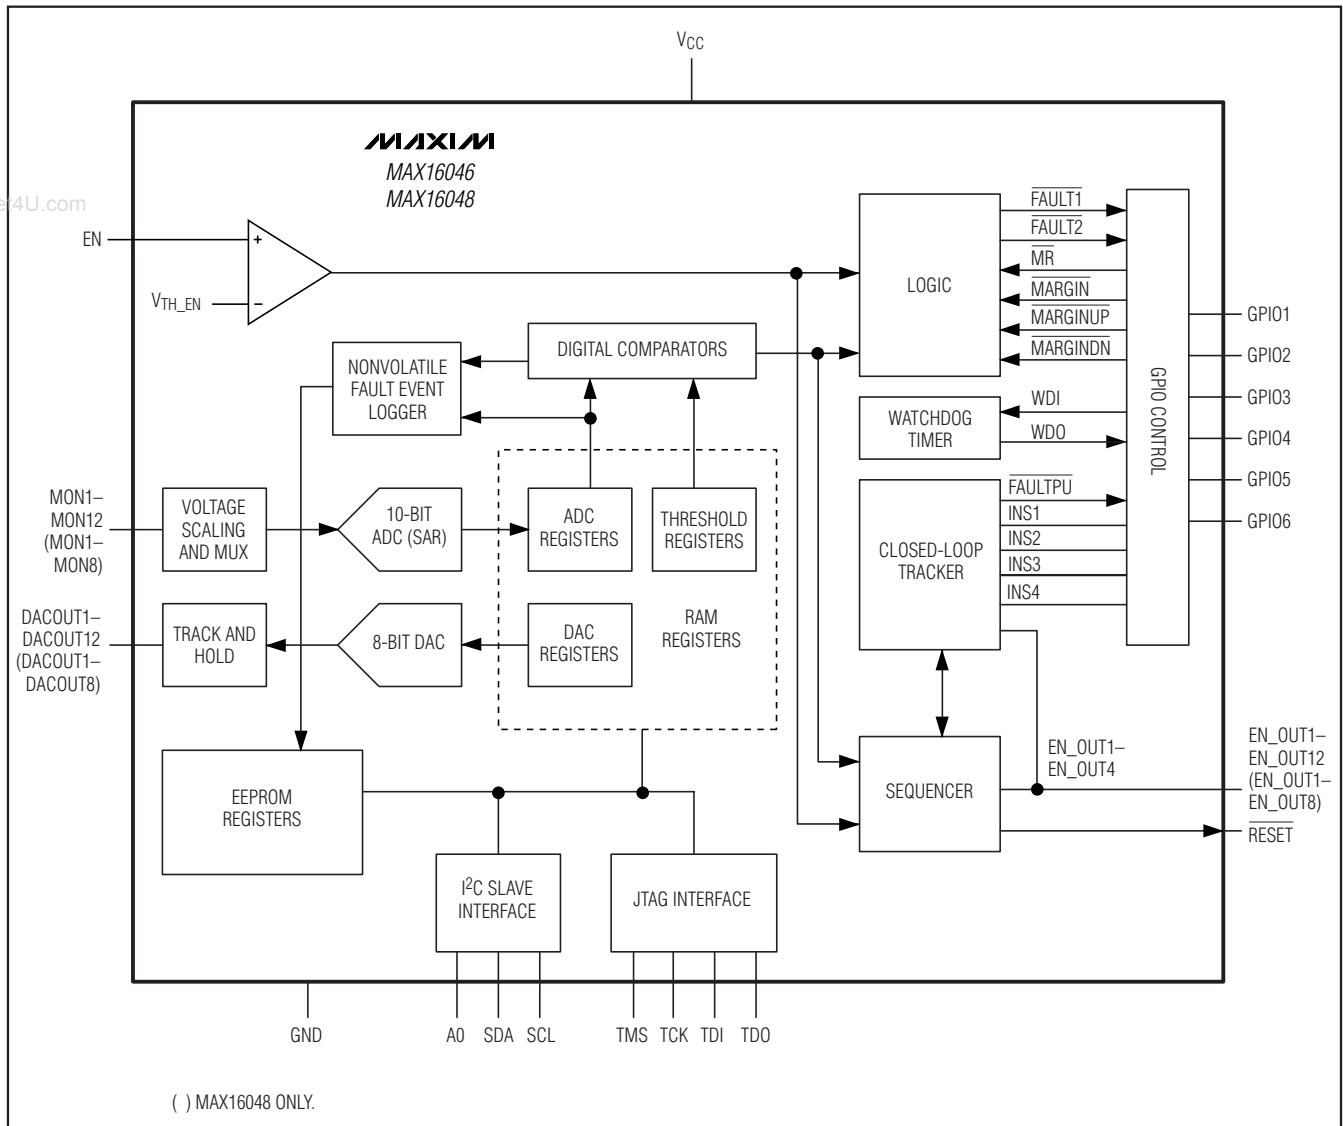 VCC
MAXIM
MAX16046
MAX16048
et4U.com
EN
+
VTH_EN
−
LOGIC
FAULT1
FAULT2
MR
MARGIN
MARGINUP
MARGINDN
GPIO CONTROL
GPIO1
GPIO2
GPIO3
GPIO4
GPIO5
GPIO6
DIGITAL COMPARATORS
NONVOLATILE
FAULT EVENT
LOGGER
WATCHDOG
TIMER
WDI
WDO
MON1–
MON12
(MON1–
MON8)
VOLTAGE
SCALING
AND MUX
10-BIT
ADC (SAR)
ADC
REGISTERS
THRESHOLD
REGISTERS
CLOSED-LOOP
TRACKER
FAULTPU
INS1
INS2
INS3
INS4
DACOUT1–
DACOUT12
(DACOUT1–
DACOUT8)
TRACK AND
HOLD
8-BIT DAC
DAC
REGISTERS
RAM
REGISTERS
EEPROM
REGISTERS
SEQUENCER
EN_OUT1–
EN_OUT4
EN_OUT1–
EN_OUT12
(EN_OUT1–
EN_OUT8)
RESET
I2C SLAVE
INTERFACE
JTAG INTERFACE
GND
A0
SDA
SCL
TMS
TCK
TDI
TDO
( ) MAX16048 ONLY.